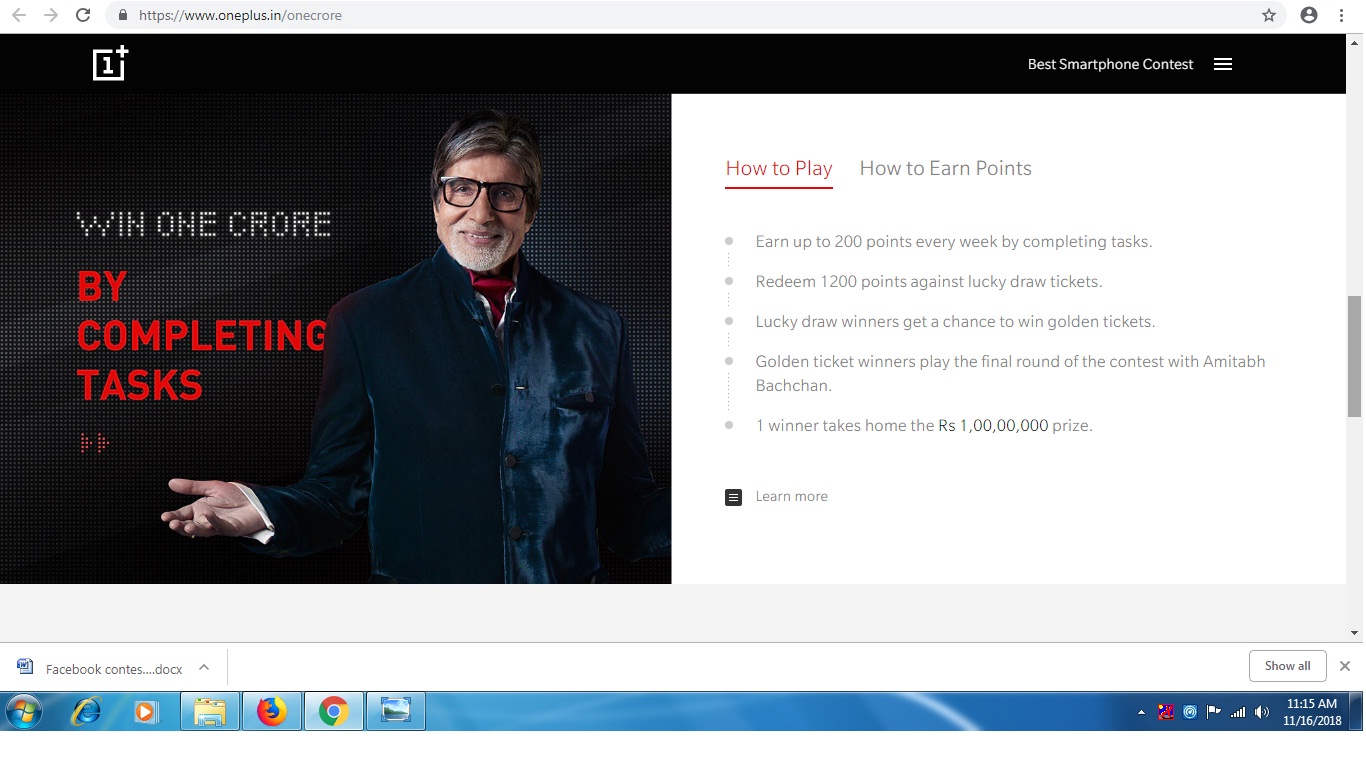 https://www.oneplus.in/onecrore
1
Best Smartphone Contest
WIN ONE CRORE
BY
COMPLETING
TASKS
How to Play How to Earn Points
Earn up to 200 points every week by completing tasks.
Redeem 1200 points against lucky draw tickets.
Lucky draw winners get a chance to win golden tickets.
Golden ticket winners play the final round of the contest with Amitabh
Bachchan.
1 winner takes home the Rs 1,00,00,000 prize.
Learn more
Facebook contes....docx
Show all
11:15 AM
11/16/2018